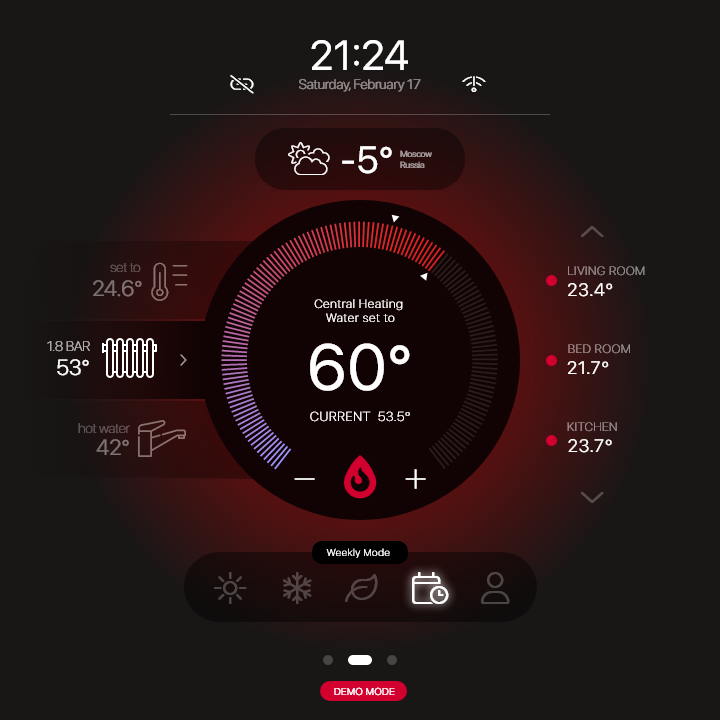 21:24
Saturday, February 17
-5°
Moscow
Russia
set to
24.6°
1.8 BAR
53°
hot water
42°
Central Heating
Water set to
60°
CURRENT 53.5°
LIVING ROOM
23.4°
BED ROOM
21.7°
KITCHEN
23.7°
Weekly Mode
DEMO MODE